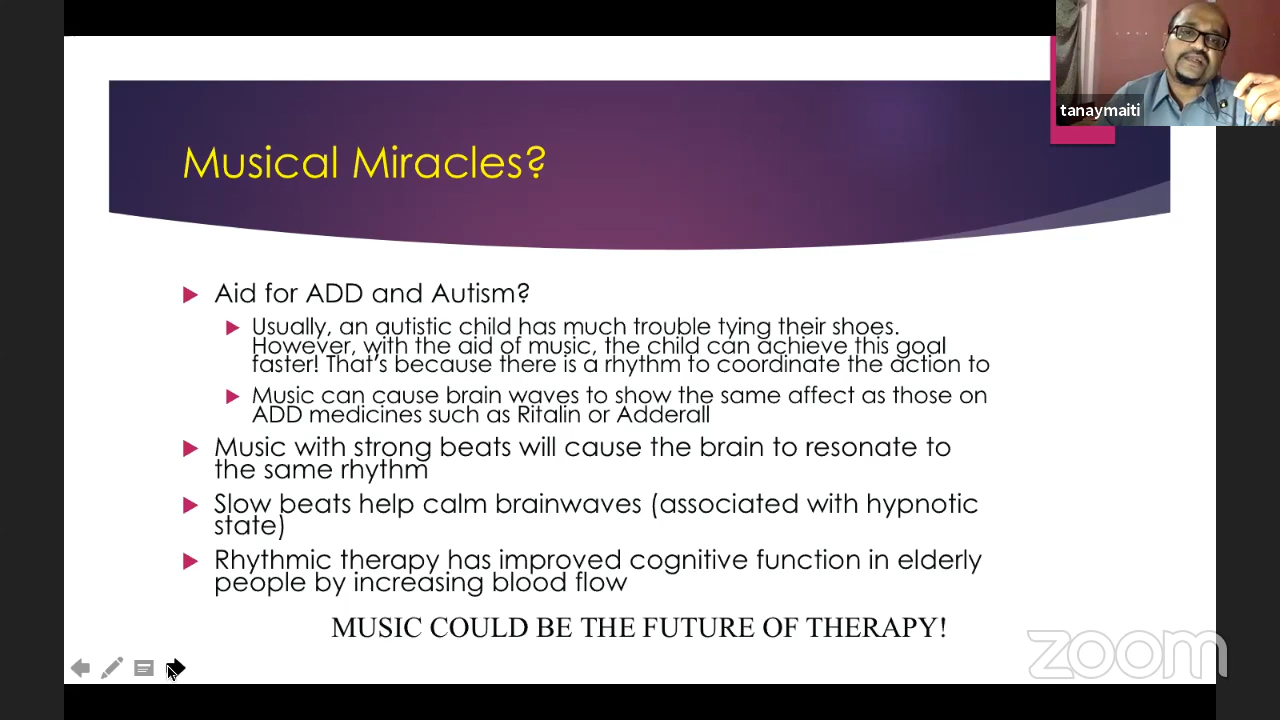 tanaymaiti
Musical Miracles?
Aid for ADD and Autism?
Usually, an autistic child has much trouble tying their shoes.
However, with the aid of music, the child can achieve this goal
faster! That's because there is a rhythm to coordinate the action to
Music can cause brain waves to show the same affect as those on
ADD medicines such as Ritalin or Adderall
Music with strong beats will cause the brain to resonate to
the same rhythm
Slow beats help calm brainwaves (associated with hypnotic
state)
Rhythmic therapy has improved cognitive function in elderly
people by increasing blood flow
MUSIC COULD BE THE FUTURE OF THERAPY!
zoom